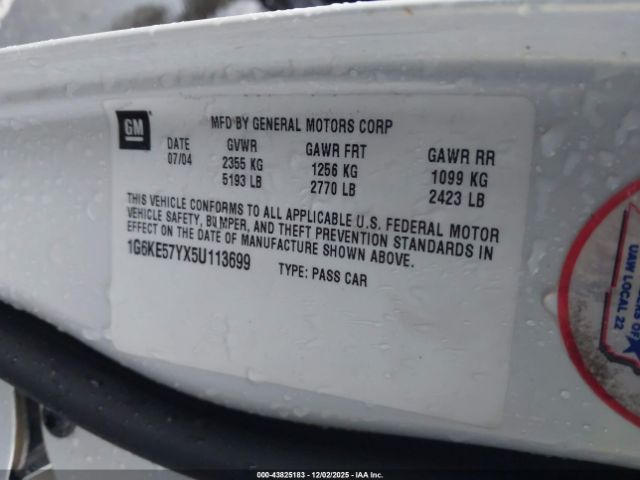 GM
MFD BY GENERAL MOTORS CORP
DATE GVWR GAWR FRT GAWR RR
07/04 2355 KG 1256 KG 1099 KG
5193 LB 2770 LB 2423 LB
THIS VEHICLE CONFORMS TO ALL APPLICABLE U.S. FEDERAL MOTOR
VEHICLE SAFETY, BUMPER, AND THEFT PREVENTION STANDARDS IN
EFFECT ON THE DATE OF MANUFACTURE SHOWN ABOVE.
1G6KE57YX5U113699 TYPE: PASS CAR
OF
UAW LOCAL 22
000-43825183 - 12/02/2025 - IAA Inc.